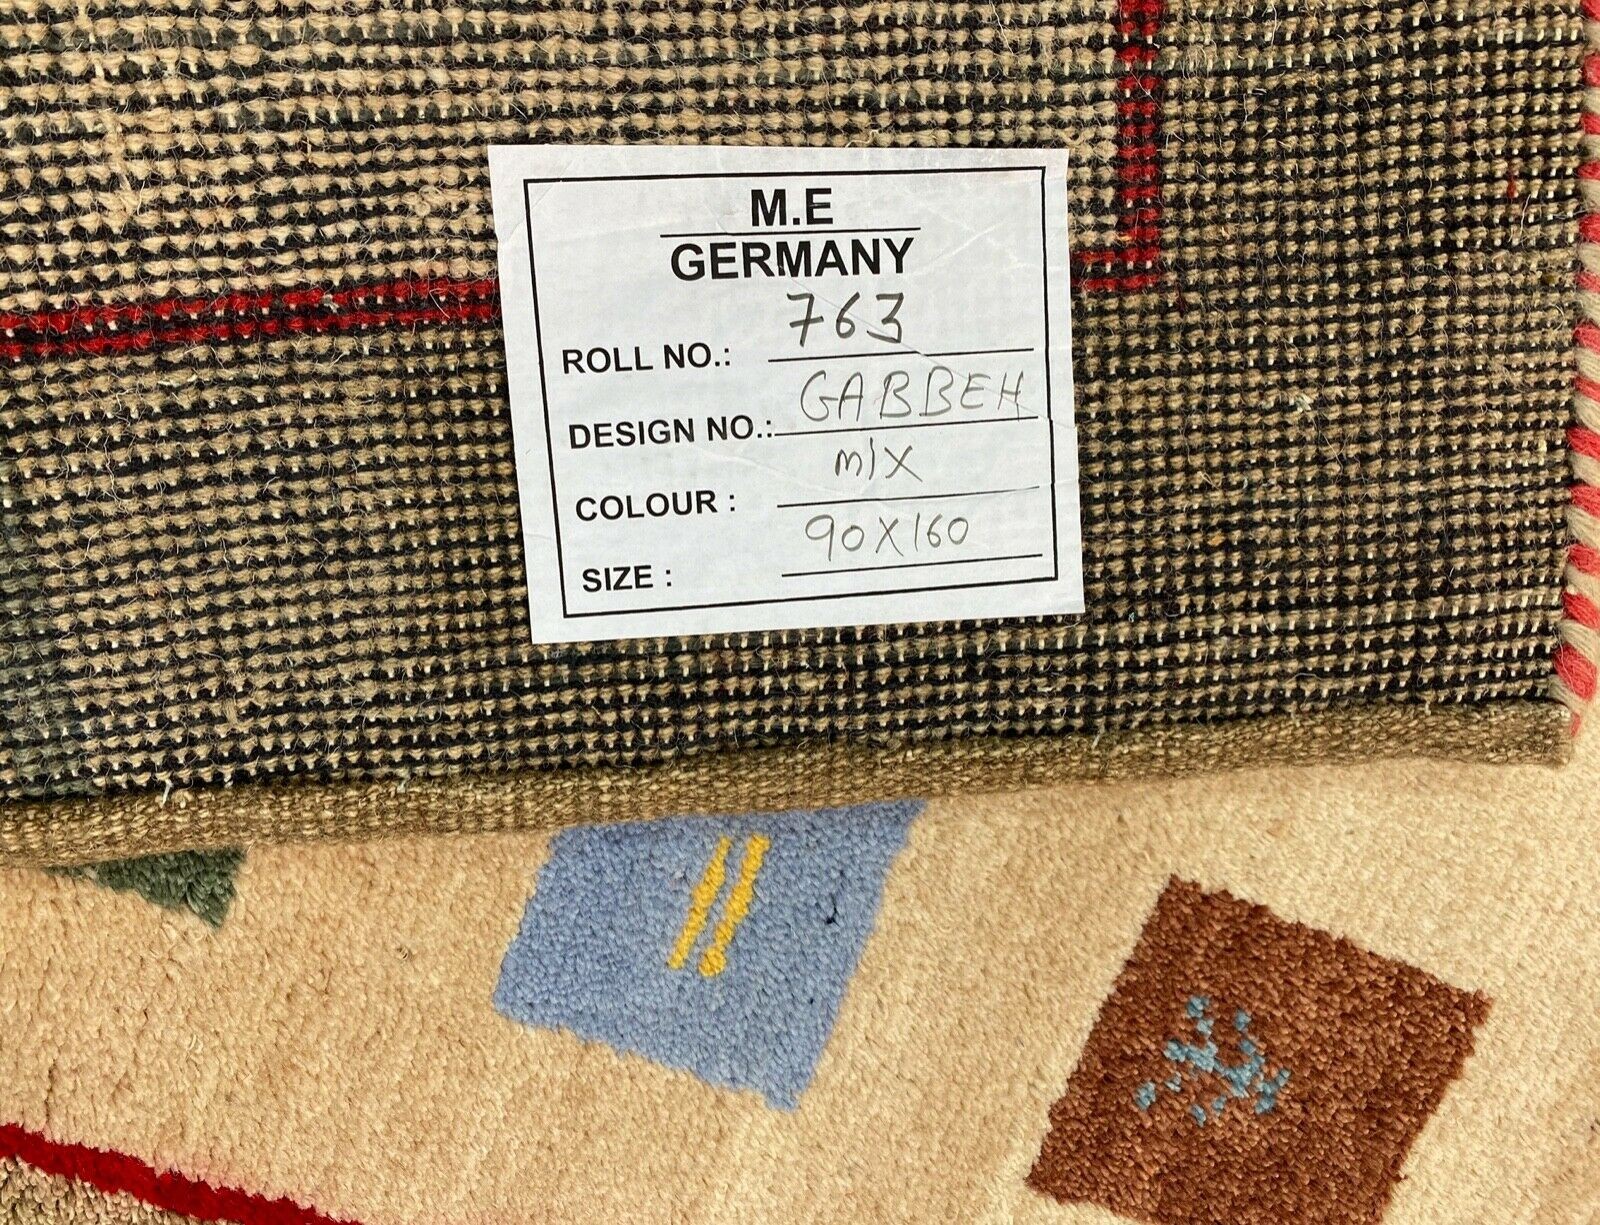 M.E
GERMANY
ROLL NO.: 763
DESIGN NO.: GABBEH
COLOUR : MIX
SIZE : 90X160